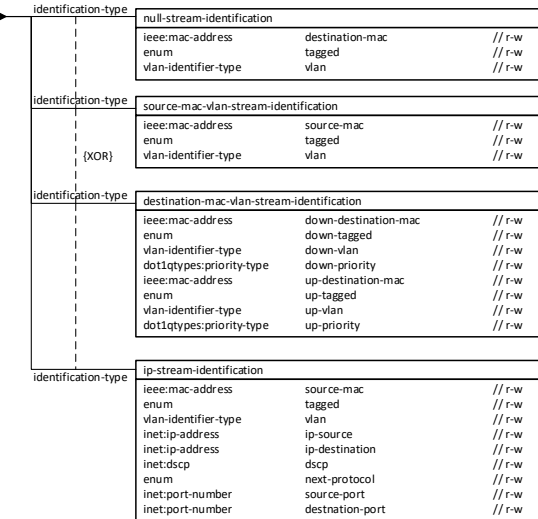 identification-type
null-stream-identification
ieee:mac-address destination-mac // r-w
enum tagged // r-w
vlan-identifier-type vlan // r-w
identification-type
source-mac-vlan-stream-identification
ieee:mac-address source-mac // r-w
enum tagged // r-w
vlan-identifier-type vlan // r-w
{XOR}
identification-type
destination-mac-vlan-stream-identification
ieee:mac-address down-destination-mac // r-w
enum down-tagged // r-w
vlan-identifier-type down-vlan // r-w
dot1qtypes:priority-type down-priority // r-w
ieee:mac-address up-destination-mac // r-w
enum up-tagged // r-w
vlan-identifier-type up-vlan // r-w
dot1qtypes:priority-type up-priority // r-w
identification-type
ip-stream-identification
ieee:mac-address source-mac // r-w
enum tagged // r-w
vlan-identifier-type vlan // r-w
inet:ip-address ip-source // r-w
inet:ip-address ip-destination // r-w
inet:dscp dscp // r-w
enum next-protocol // r-w
inet:port-number source-port // r-w
inet:port-number destnation-port // r-w